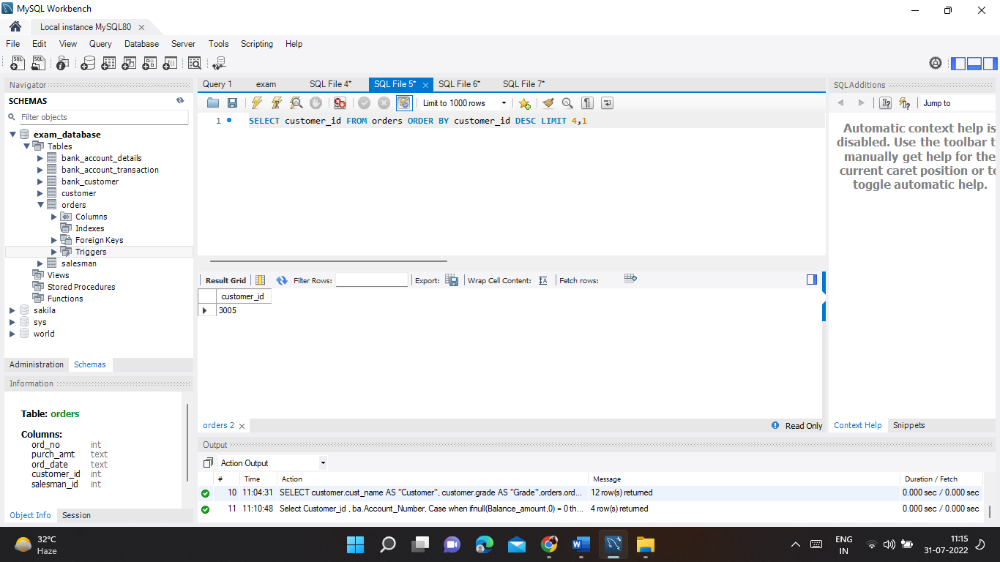 MySQL Workbench
Local instance MySQL80
File Edit View Query Database Server Tools Scripting Help
Navigator
SCHEMAS
Filter objects
exam_database
Tables
bank_account_details
bank_account_transaction
bank_customer
customer
orders
Columns
Indexes
Foreign Keys
Triggers
salesman
Views
Stored Procedures
Functions
sakila
sys
world
Administration Schemas
Information
Table: orders
Columns:
ord_no int
purch_amt text
ord_date text
customer_id int
salesman_id int
Object Info Session
Query 1 exam SQL File 4* SQL File 5* SQL File 6* SQL File 7*
Limit to 1000 rows
1 SELECT customer_id FROM orders ORDER BY customer_id DESC LIMIT 4,1
Result Grid Filter Rows: Export: Wrap Cell Content: Fetch rows:
customer_id
3005
orders 2 Read Only
SQLAdditions
Jump to
Automatic context help is
disabled. Use the toolbar t
manually get help for the
current caret position or to
toggle automatic help.
Context Help Snippets
Output
Action Output
# Time Action Message Duration / Fetch
10 11:04:31 SELECT customer.cust_name AS "Customer", customer.grade AS "Grade",orders.ord... 12 row(s) returned 0.000 sec / 0.000 sec
11 11:10:48 Select Customer_id , ba.Account_Number, Case when ifnull(Balance_amount,0) = 0 th... 4 row(s) returned 0.000 sec / 0.000 sec
32°C
Haze
ENG
IN
11:15
31-07-2022